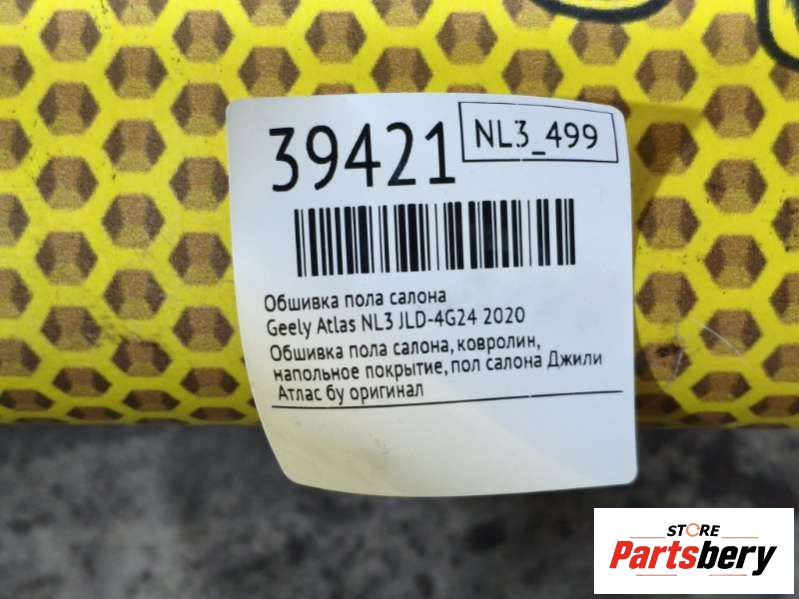 39421
NL3_499
Обшивка пола салона
Geely Atlas NL3 JLD-4G24 2020
Обшивка пола салона, ковролин,
напольное покрытие, пол салона Джили
Атлас бу оригинал
STORE
Partsbery